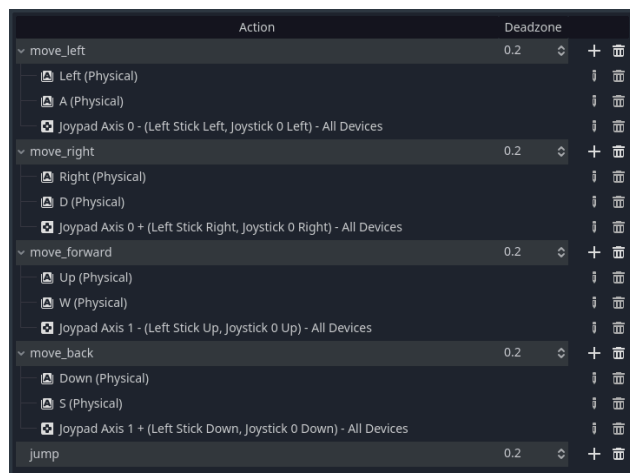 Action Deadzone
move_left 0.2
Left (Physical)
A (Physical)
Joypad Axis 0 - (Left Stick Left, Joystick 0 Left) - All Devices
move_right 0.2
Right (Physical)
D (Physical)
Joypad Axis 0 + (Left Stick Right, Joystick 0 Right) - All Devices
move_forward 0.2
Up (Physical)
W (Physical)
Joypad Axis 1 - (Left Stick Up, Joystick 0 Up) - All Devices
move_back 0.2
Down (Physical)
S (Physical)
Joypad Axis 1 + (Left Stick Down, Joystick 0 Down) - All Devices
jump 0.2